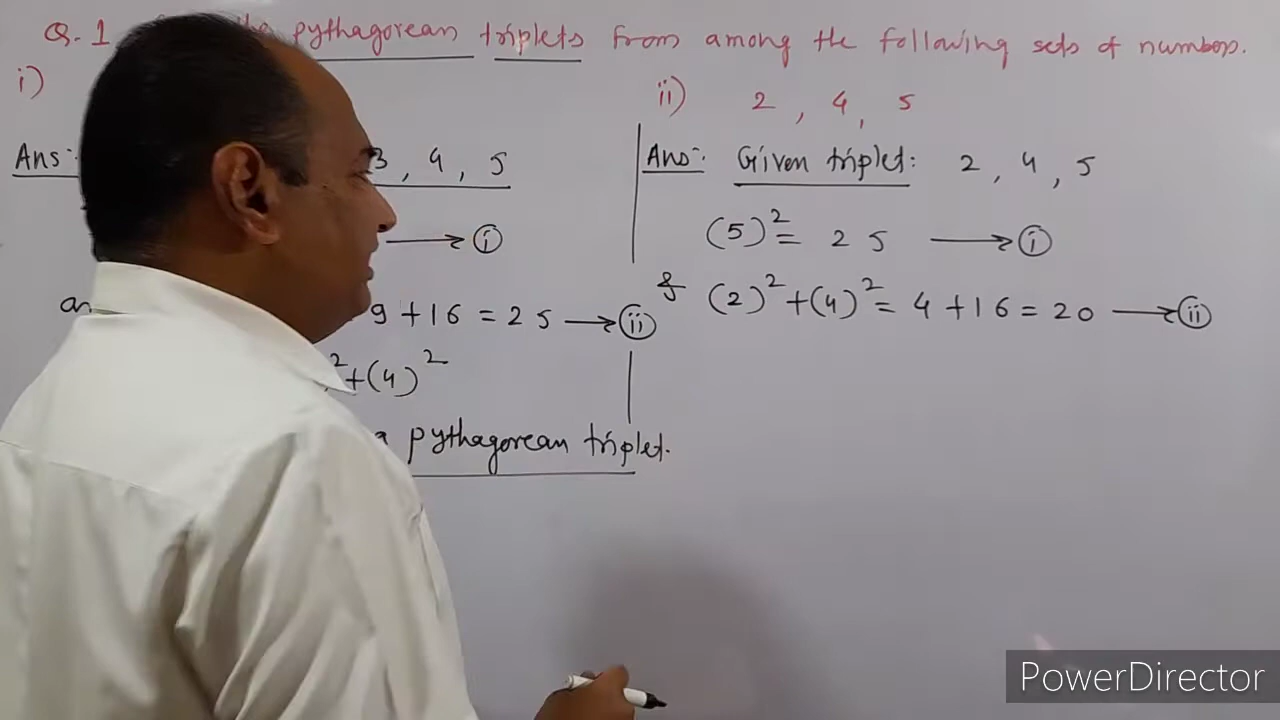 Q.1 pythagorean triplets from among the following sets of numbers.
i)
Ans:- 3, 4, 5
⟶ (i)
9 + 16 = 25 ⟶ (ii)
² + (4)²
a pythagorean triplet.
ii) 2, 4, 5
Ans:- Given triplet: 2, 4, 5
(5)² = 25 ⟶ (i)
& (2)² + (4)² = 4 + 16 = 20 ⟶ (ii)
PowerDirector